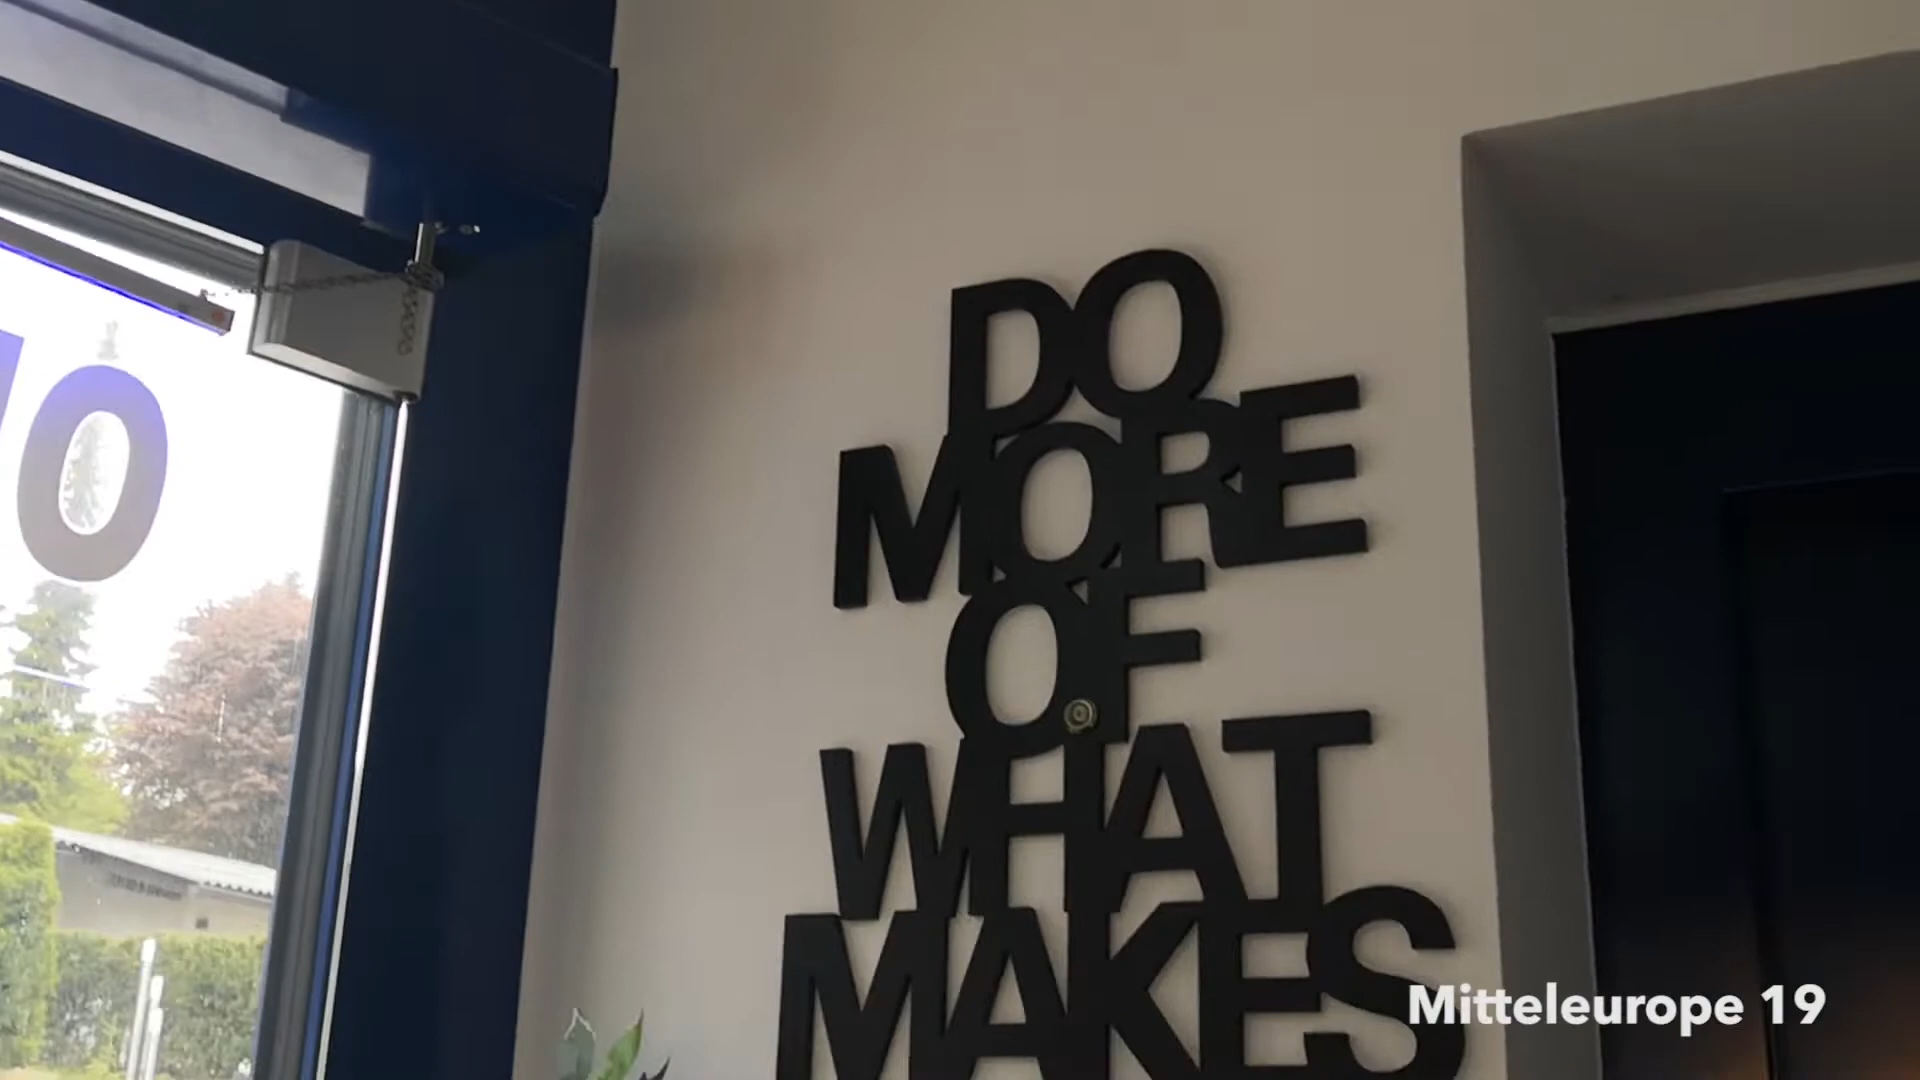 DO
MORE
OF
WHAT
MAKES
O
Mitteleurope 19